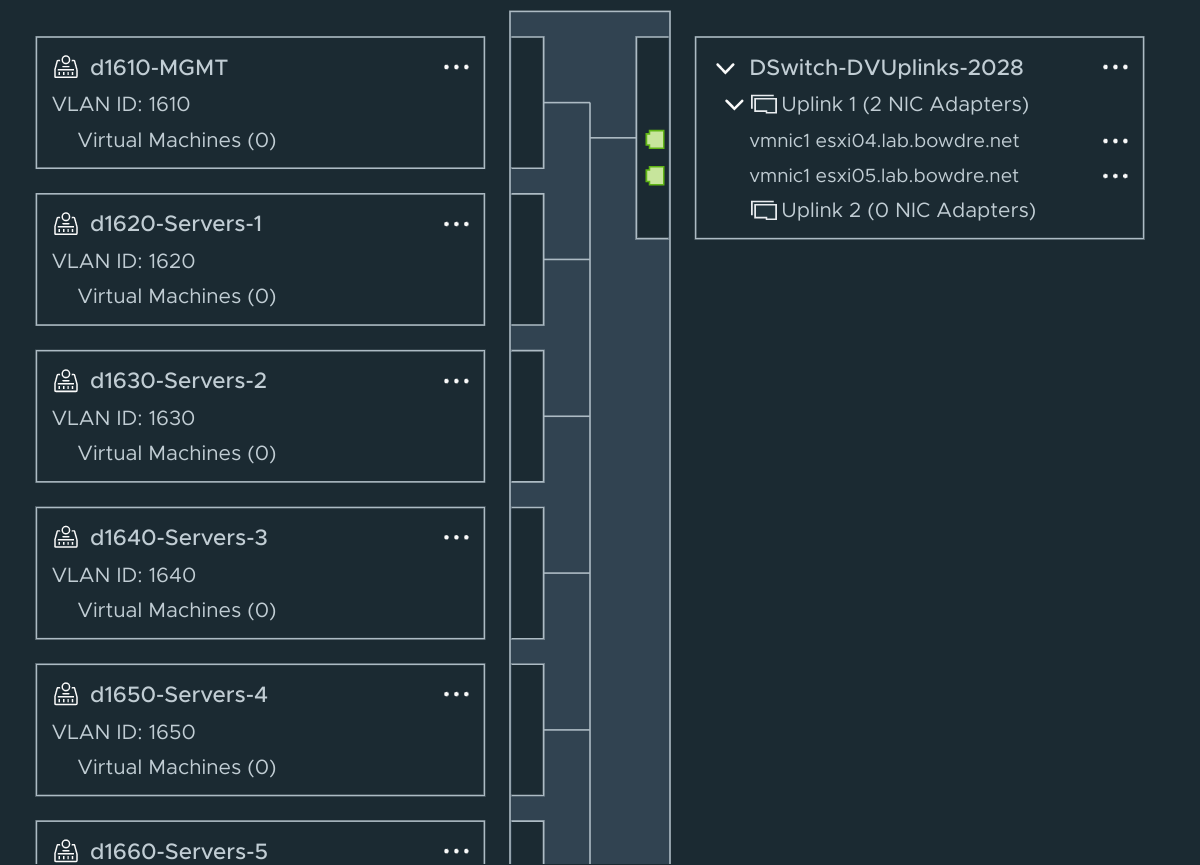 d1610-MGMT
VLAN ID: 1610
Virtual Machines (0)
d1620-Servers-1
VLAN ID: 1620
Virtual Machines (0)
d1630-Servers-2
VLAN ID: 1630
Virtual Machines (0)
d1640-Servers-3
VLAN ID: 1640
Virtual Machines (0)
d1650-Servers-4
VLAN ID: 1650
Virtual Machines (0)
d1660-Servers-5
DSwitch-DVUplinks-2028
Uplink 1 (2 NIC Adapters)
vmnic1 esxi04.lab.bowdre.net
vmnic1 esxi05.lab.bowdre.net
Uplink 2 (0 NIC Adapters)